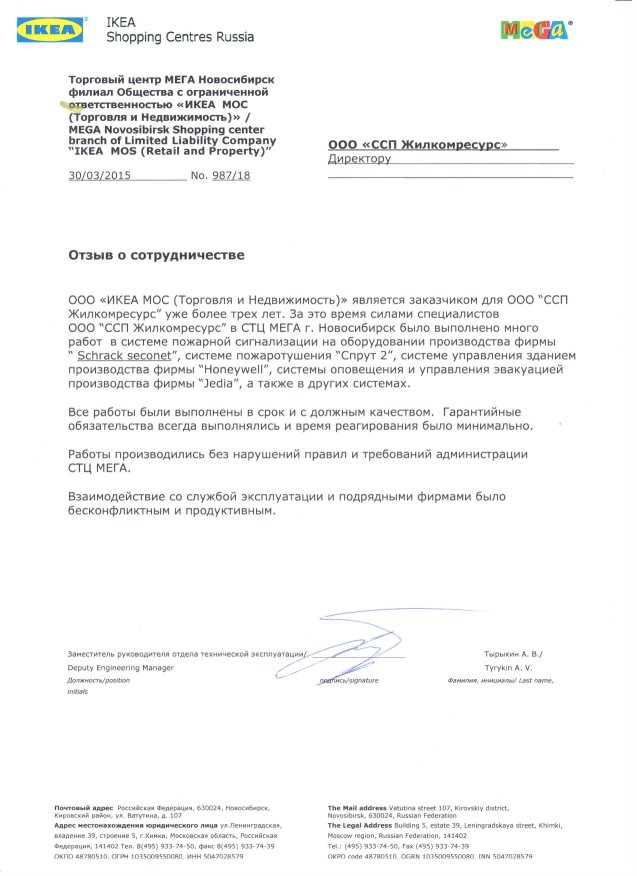 IKEA
IKEA
Shopping Centres Russia
MEGA
Торговый центр МЕГА Новосибирск
филиал Общества с ограниченной
ответственностью «ИКЕА МОС
(Торговля и Недвижимость)» /
MEGA Novosibirsk Shopping center
branch of Limited Liability Company
"IKEA MOS (Retail and Property)"
ООО «ССП Жилкомресурс»
Директору
30/03/2015 No. 987/18
Отзыв о сотрудничестве
ООО «ИКЕА МОС (Торговля и Недвижимость)» является заказчиком для ООО "ССП
Жилкомресурс" уже более трех лет. За это время силами специалистов
ООО "ССП Жилкомресурс" в СТЦ МЕГА г. Новосибирск было выполнено много
работ в системе пожарной сигнализации на оборудовании производства фирмы
" Schrack seconet", системе пожаротушения "Спрут 2", системе управления зданием
производства фирмы "Honeywell", системы оповещения и управления эвакуацией
производства фирмы "Jedia", а также в других системах.
Все работы были выполнены в срок и с должным качеством. Гарантийные
обязательства всегда выполнялись и время реагирования было минимально.
Работы производились без нарушений правил и требований администрации
СТЦ МЕГА.
Взаимодействие со службой эксплуатации и подрядными фирмами было
бесконфликтным и продуктивным.
Заместитель руководителя отдела технической эксплуатации/ Тырыкин А. В./
Deputy Engineering Manager Tyrykin A. V.
Должность/position подпись/signature Фамилия, инициалы/ Last name,
initials
Почтовый адрес Российская Федерация, 630024, Новосибирск,
Кировский район, ул. Ватутина, д. 107
Адрес местонахождения юридического лица ул.Ленинградская,
владение 39, строение 5, г.Химки, Московская область, Российская
Федерация, 141402 Тел. 8(495) 933-74-50, факс 8(495) 933-74-39
ОКПО 48780510. ОГРН 1035009550080. ИНН 5047028579
The Mail address Vatutina street 107, Kirovskiy district,
Novosibirsk, 630024, Russian Federation
The Legal Address Building 5, estate 39, Leningradskaya street, Khimki,
Moscow region, Russian Federation, 141402
Tel.: (495) 933-74-50, Fax (495) 933-74-39
OKPO code 48780510. OGRN 1035009550080. INN 5047028579